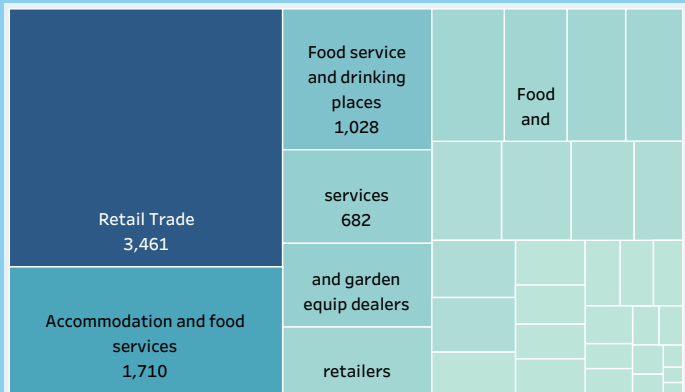 Retail Trade
3,461
Accommodation and food
services
1,710
Food service
and drinking
places
1,028
services
682
and garden
equip dealers
retailers
Food
and